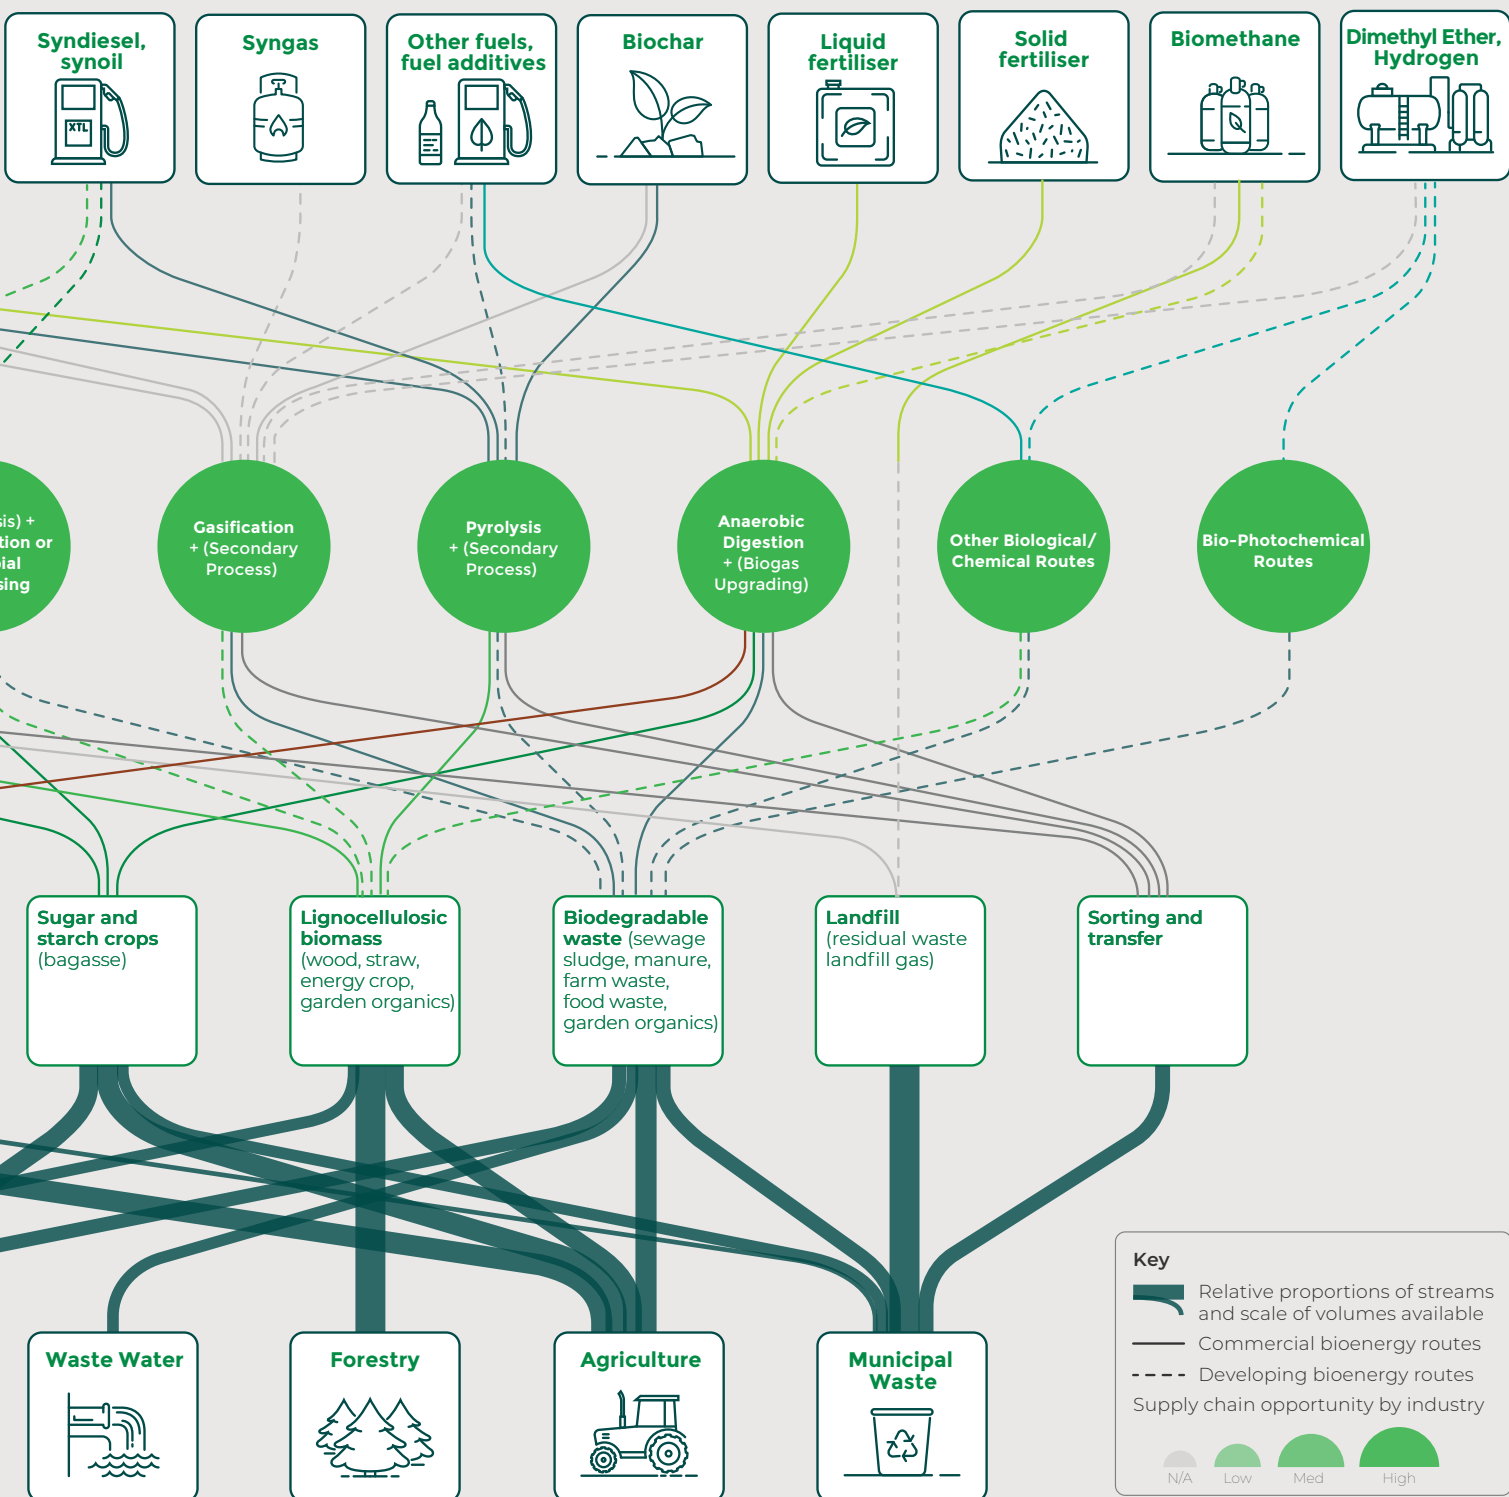 Syndiesel,
synoil
XTL
Syngas
Other fuels,
fuel additives
Biochar
Liquid
fertiliser
Solid
fertiliser
Biomethane
Dimethyl Ether,
Hydrogen
sis) +
tion or
ial
sing
Gasification
+ (Secondary
Process)
Pyrolysis
+ (Secondary
Process)
Anaerobic
Digestion
+ (Biogas
Upgrading)
Other Biological/
Chemical Routes
Bio-Photochemical
Routes
Sugar and
starch crops
(bagasse)
Lignocellulosic
biomass
(wood, straw,
energy crop,
garden organics)
Biodegradable
waste (sewage
sludge, manure,
farm waste,
food waste,
garden organics)
Landfill
(residual waste
landfill gas)
Sorting and
transfer
Waste Water
Forestry
Agriculture
Municipal
Waste
Key
Relative proportions of streams
and scale of volumes available
Commercial bioenergy routes
Developing bioenergy routes
Supply chain opportunity by industry
N/A
Low
Med
High